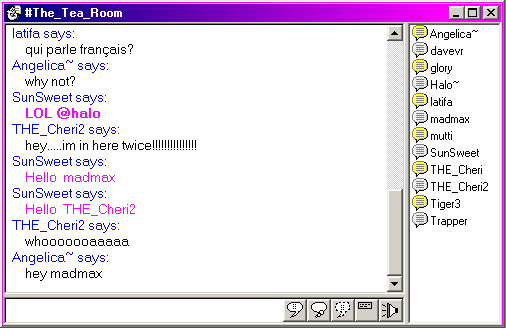 #The_Tea_Room
latifa says:
qui parle français?
Angelica~ says:
why not?
SunSweet says:
LOL @halo
THE_Cheri2 says:
hey.....im in here twice!!!!!!!!!!!!!!!
SunSweet says:
Hello madmax
SunSweet says:
Hello THE_Cheri2
THE_Cheri2 says:
whooooooaaaaa
Angelica~ says:
hey madmax
Angelica~
davevr
glory
Halo~
latifa
madmax
mutti
SunSweet
THE_Cheri
THE_Cheri2
Tiger3
Trapper